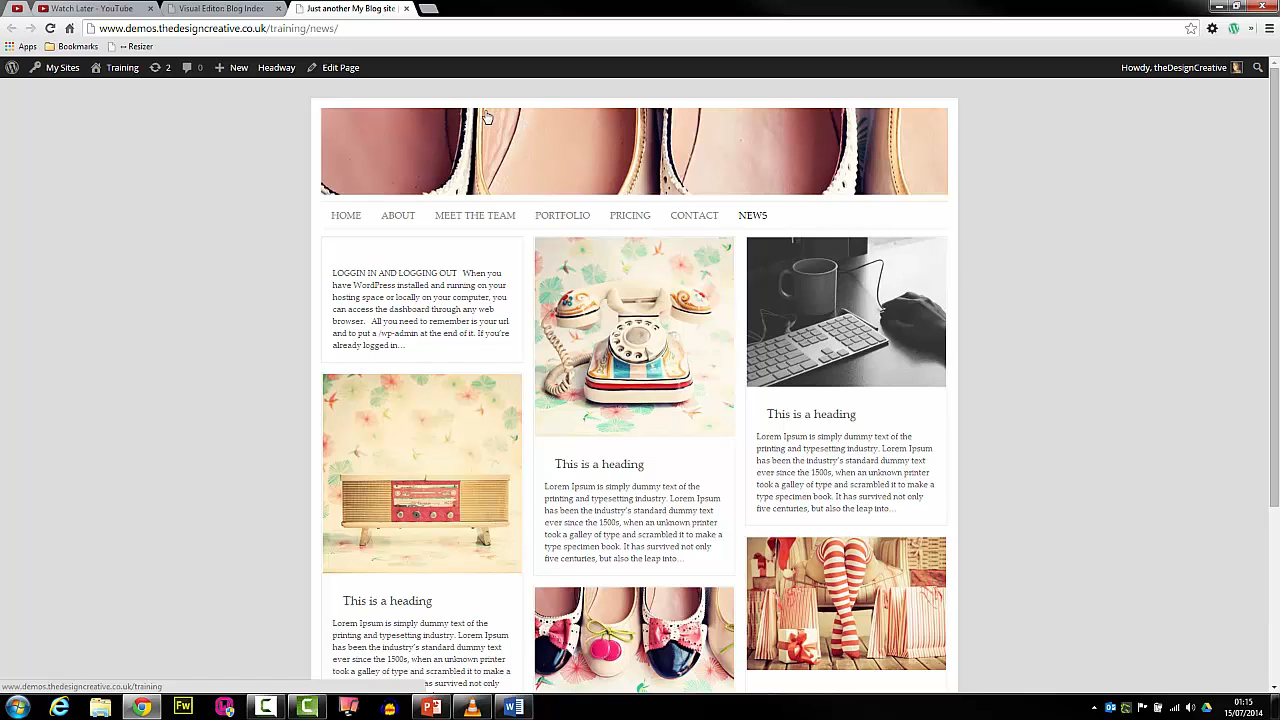 Watch Later - YouTube
Visual Editor: Blog Index
Just another My Blog site
www.demos.thedesigncreative.co.uk/training/news/
Apps
Bookmarks
↔ Resizer
My Sites
Training
2
0
New
Headway
Edit Page
Howdy, theDesignCreative
HOME
ABOUT
MEET THE TEAM
PORTFOLIO
PRICING
CONTACT
NEWS
LOGGIN IN AND LOGGING OUT When you
have WordPress installed and running on your
hosting space or locally on your computer, you
can access the dashboard through any web
browser. All you need to remember is your url
and to put a /wp-admin at the end of it. If you're
already logged in...
This is a heading
Lorem Ipsum is simply dummy text of the
printing and typesetting industry. Lorem Ipsum
has been the industry's standard dummy text
ever since the 1500s, when an unknown printer
took a galley of type and scrambled it to make a
type specimen book. It has survived not only
This is a heading
Lorem Ipsum is simply dummy text of the
printing and typesetting industry. Lorem Ipsum
has been the industry's standard dummy text
ever since the 1500s, when an unknown printer
took a galley of type and scrambled it to make a
type specimen book. It has survived not only
five centuries, but also the leap into...
This is a heading
Lorem Ipsum is simply dummy text of the
printing and typesetting industry. Lorem Ipsum
has been the industry's standard dummy text
ever since the 1500s, when an unknown printer
took a galley of type and scrambled it to make a
type specimen book. It has survived not only
five centuries, but also the leap into...
www.demos.thedesigncreative.co.uk/training
Fw
01:15
15/07/2014